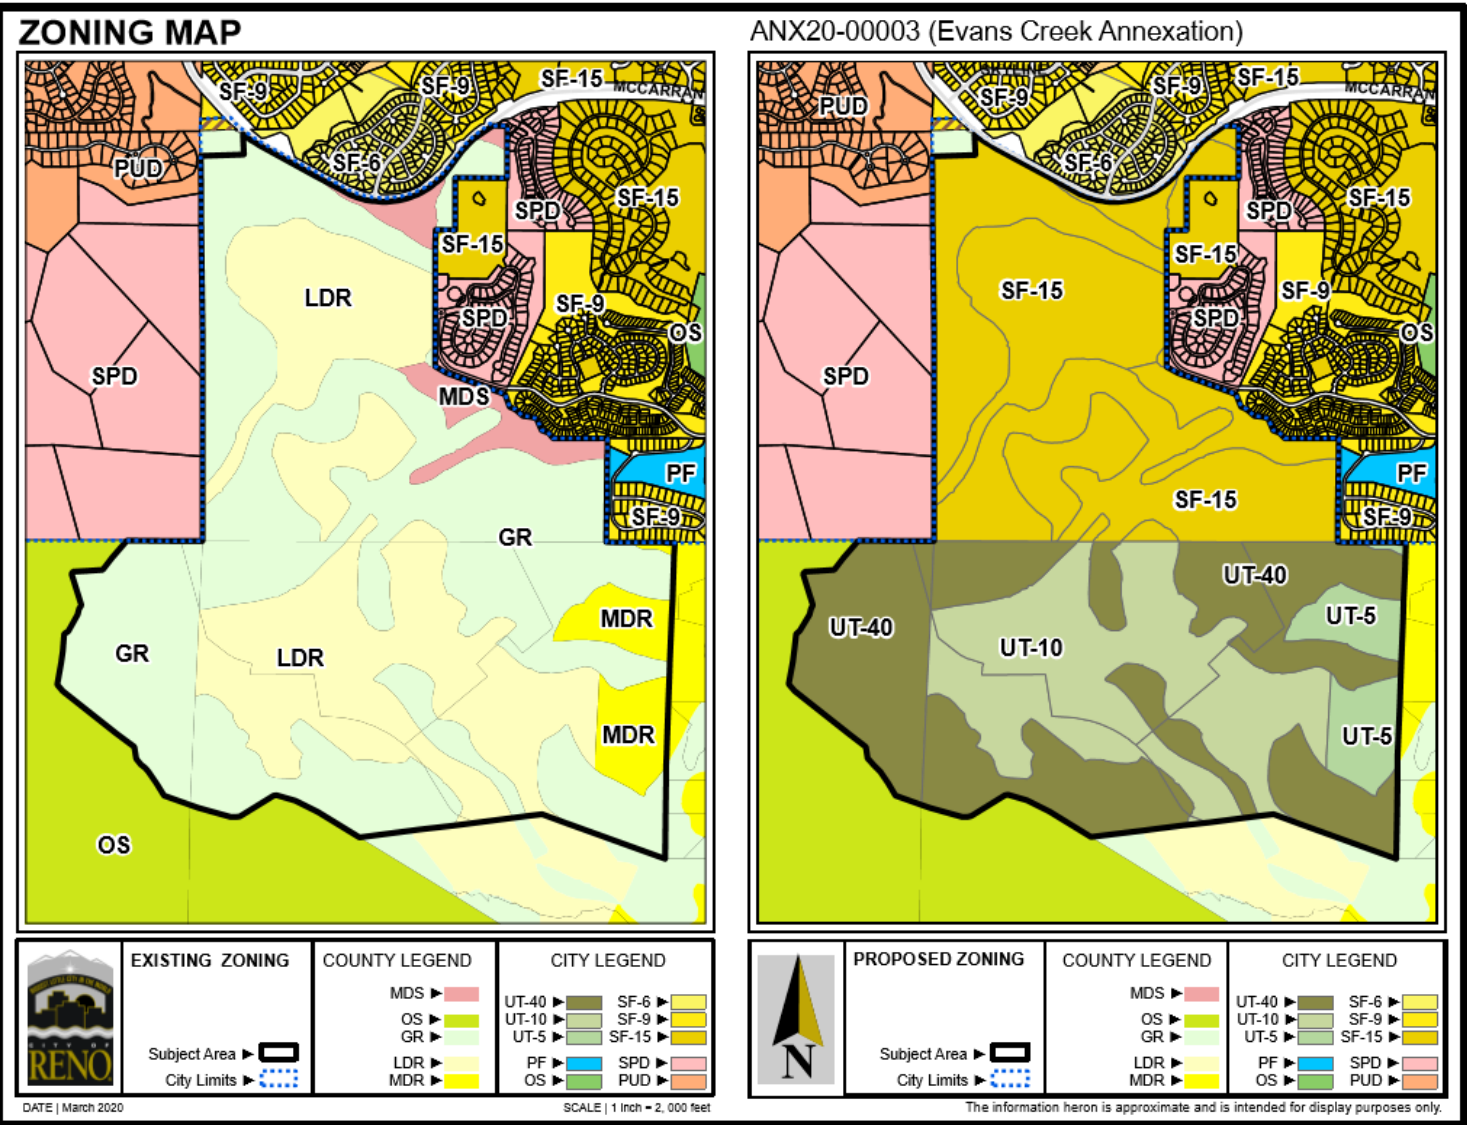 ZONING MAP
ANX20-00003 (Evans Creek Annexation)
SF-9
SF-9
SF-15
MCCARRAN
PUD
SF-6
SF-15
SPD
SF-15
LDR
SF-9
SPD
OS
SPD
MDS
PF
SF-9
GR
MDR
GR
LDR
MDR
OS
SF-9
SF-15
MCCARRAN
PUD
SF-9
SF-6
SF-15
SPD
SF-15
SF-15
SF-9
SPD
OS
SPD
PF
SF-15
SF-9
UT-40
UT-5
UT-40
UT-10
UT-5
CITY OF
RENO
EXISTING ZONING
Subject Area
City Limits
COUNTY LEGEND
MDS
OS
GR
LDR
MDR
CITY LEGEND
UT-40 SF-6
UT-10 SF-9
UT-5 SF-15
PF SPD
OS PUD
N
PROPOSED ZONING
Subject Area
City Limits
COUNTY LEGEND
MDS
OS
GR
LDR
MDR
CITY LEGEND
UT-40 SF-6
UT-10 SF-9
UT-5 SF-15
PF SPD
OS PUD
DATE | March 2020
SCALE | 1 Inch = 2, 000 feet
The information heron is approximate and is intended for display purposes only.